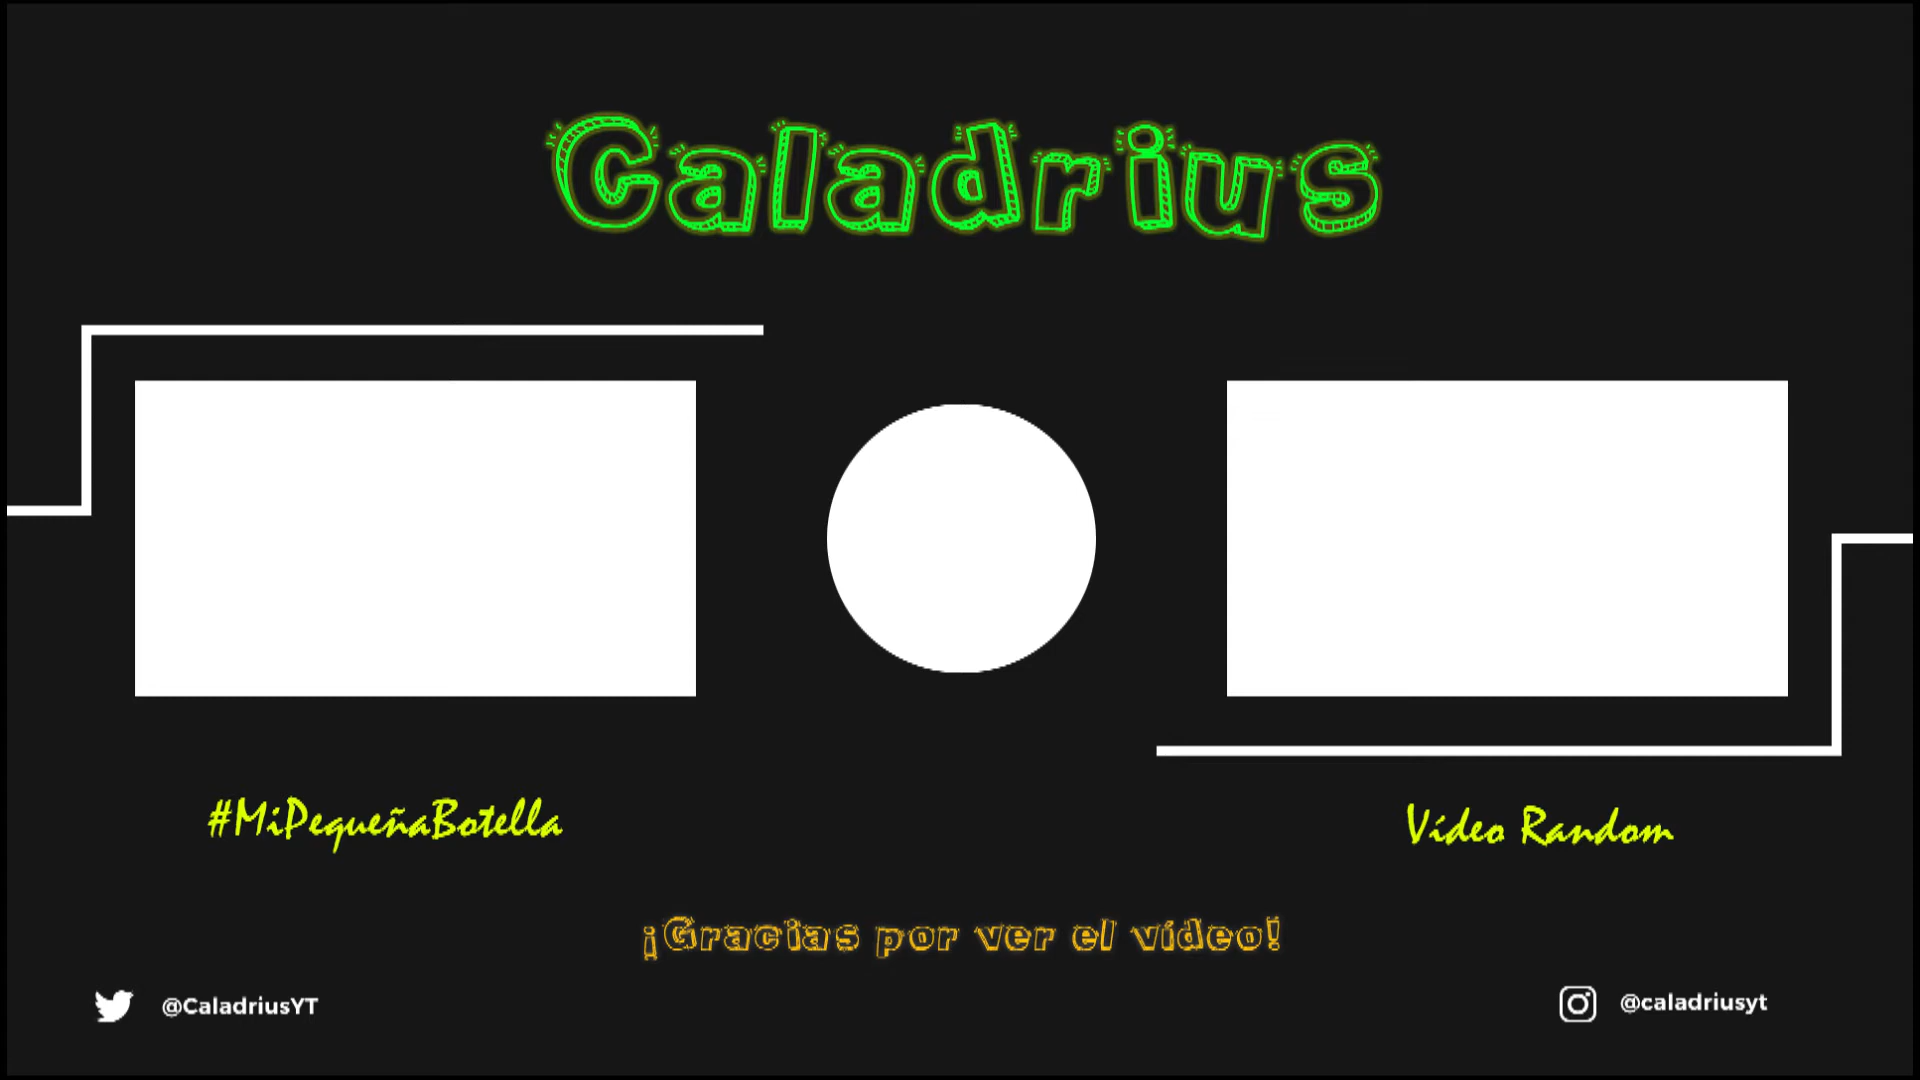 Caladrius
#MiPequeñaBotella
Vídeo Random
¡Gracias por ver el vídeo!
@CaladriusYT
@caladriusyt